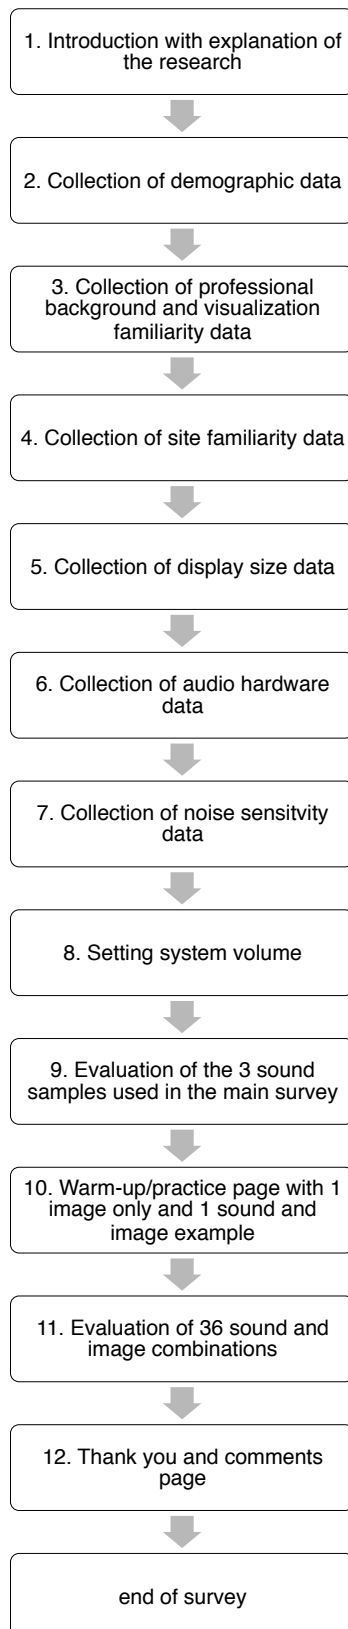 1. Introduction with explanation of
the research
2. Collection of demographic data
3. Collection of professional
background and visualization
familiarity data
4. Collection of site familiarity data
5. Collection of display size data
6. Collection of audio hardware
data
7. Collection of noise sensitvity
data
8. Setting system volume
9. Evaluation of the 3 sound
samples used in the main survey
10. Warm-up/practice page with 1
image only and 1 sound and
image example
11. Evaluation of 36 sound and
image combinations
12. Thank you and comments
page
end of survey